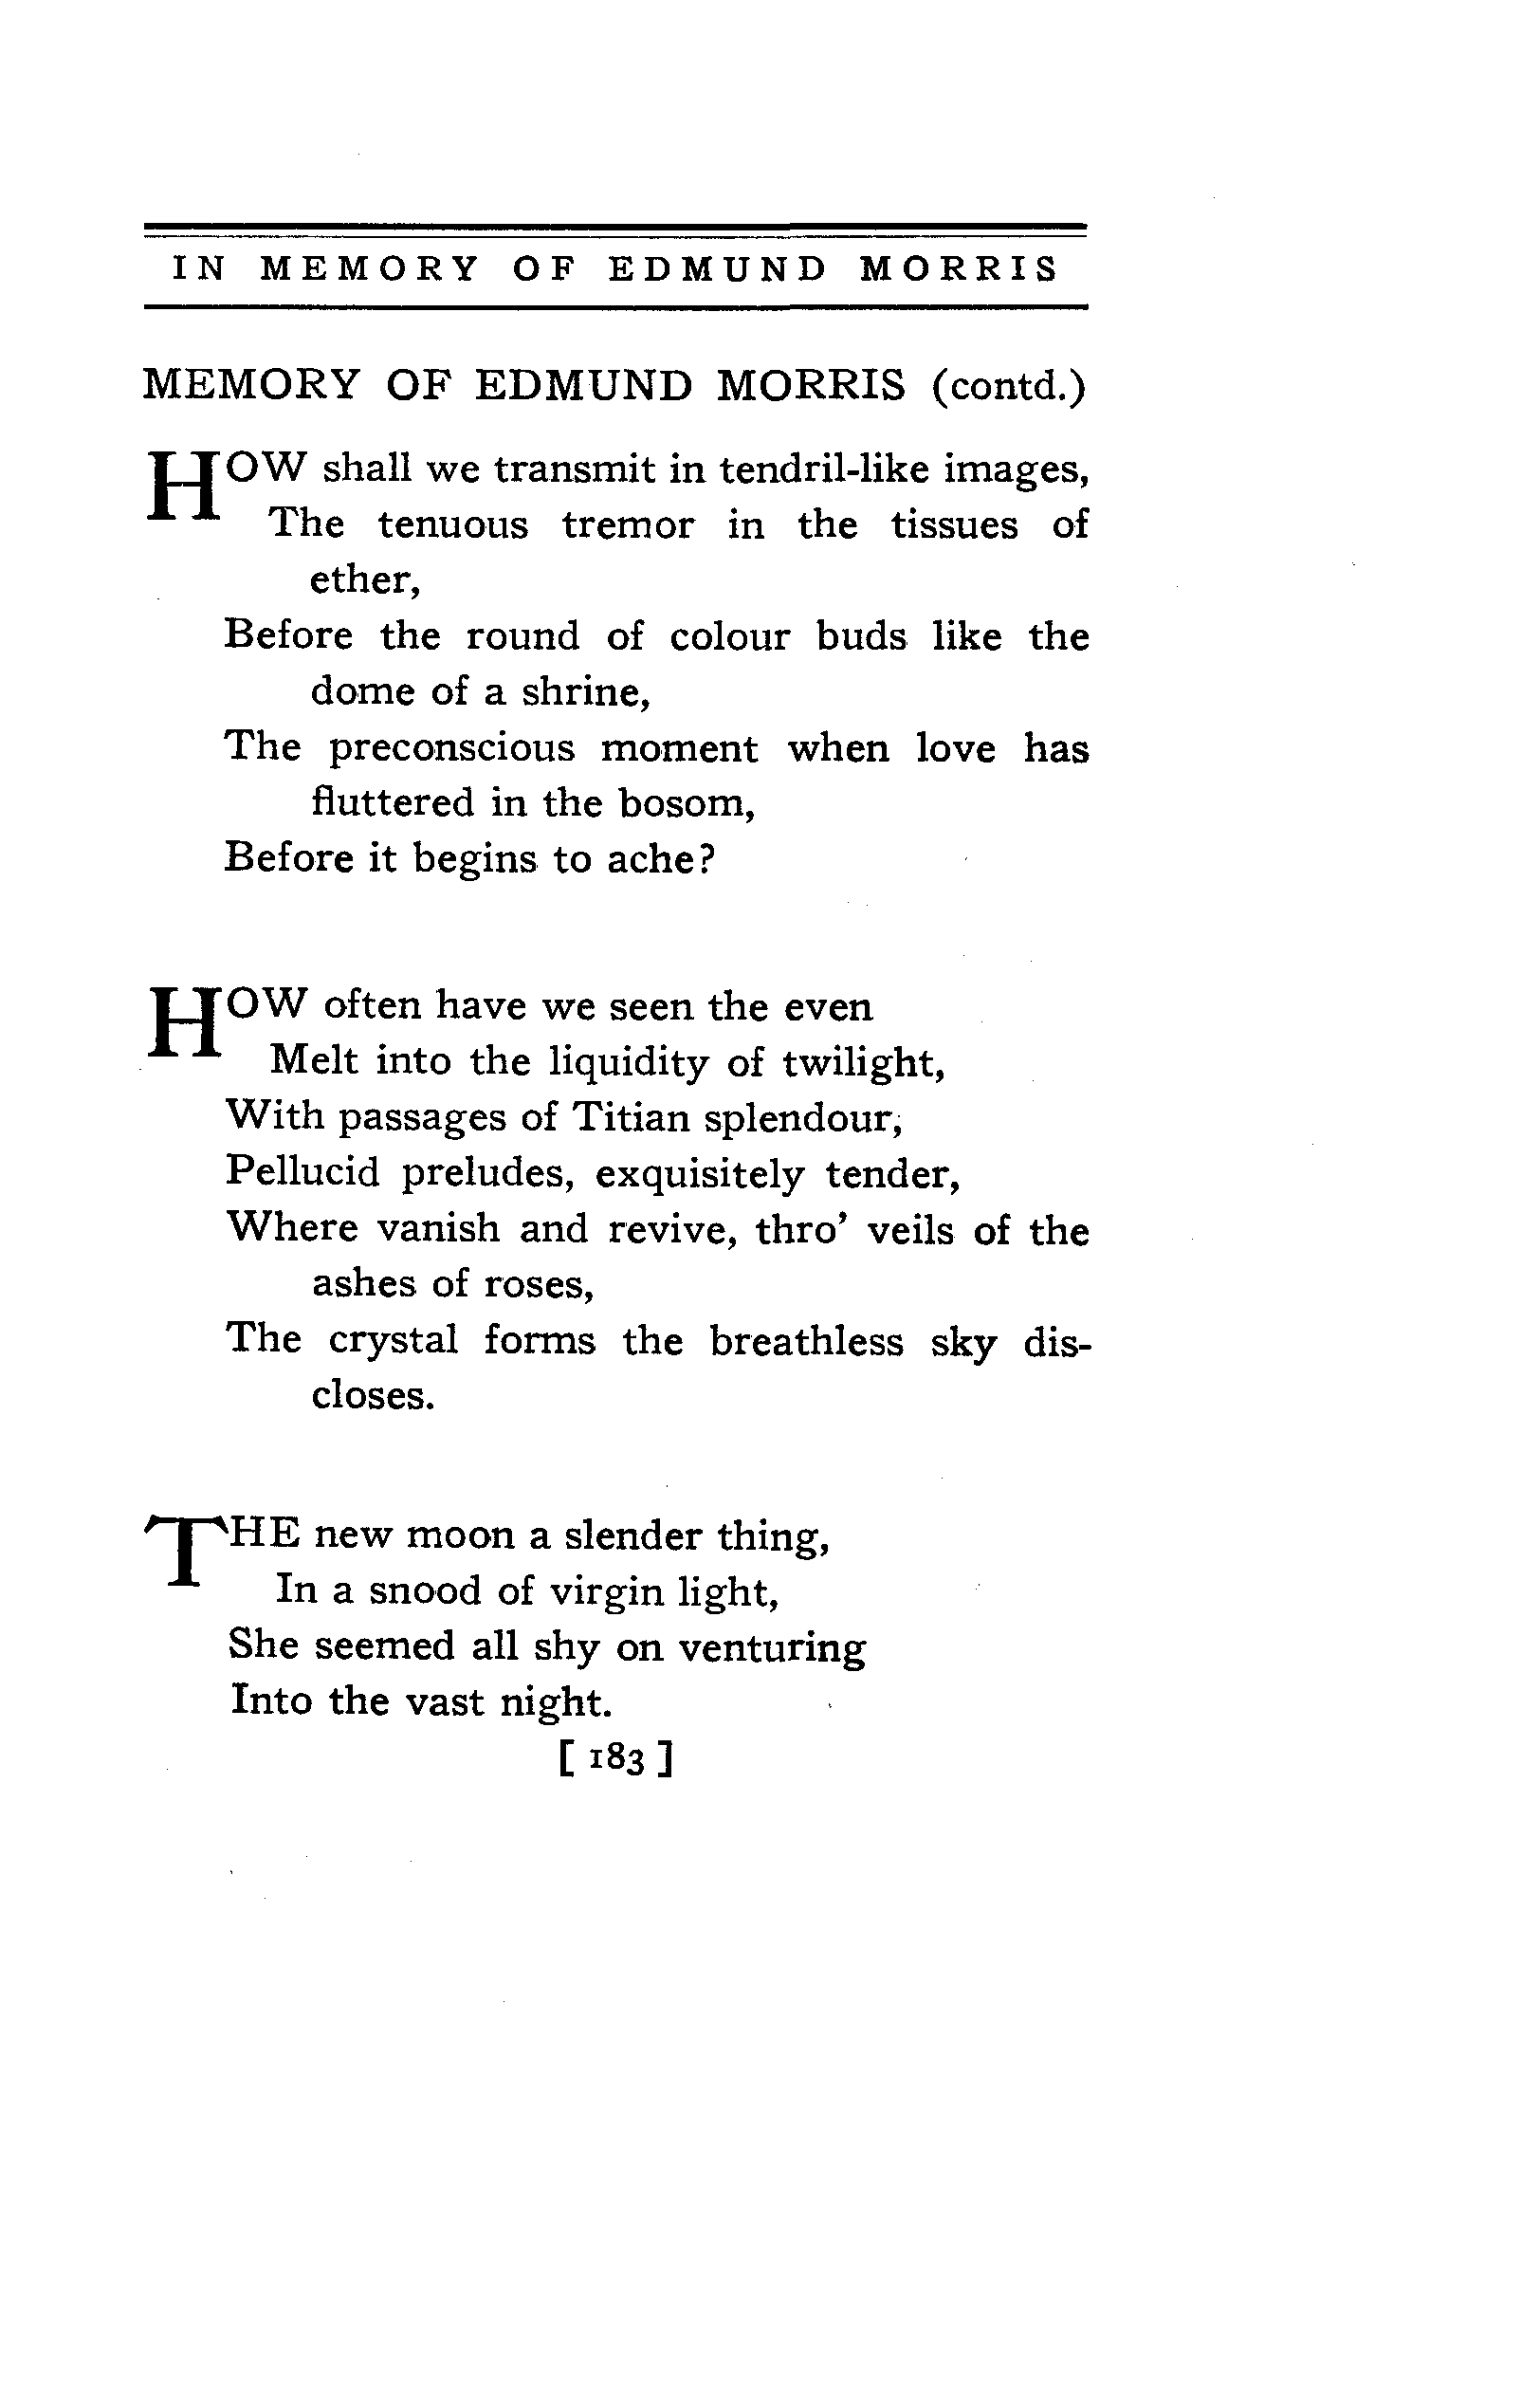 IN MEMORY OF EDMUND MORRIS
MEMORY OF EDMUND MORRIS (contd.)
HOW shall we transmit in tendril-like images,
The tenuous tremor in the tissues of
ether,
Before the round of colour buds like the
dome of a shrine,
The preconscious moment when love has
fluttered in the bosom,
Before it begins to ache?
HOW often have we seen the even
Melt into the liquidity of twilight,
With passages of Titian splendour,
Pellucid preludes, exquisitely tender,
Where vanish and revive, thro' veils of the
ashes of roses,
The crystal forms the breathless sky dis-
closes.
THE new moon a slender thing,
In a snood of virgin light,
She seemed all shy on venturing
Into the vast night.
[ 183 ]